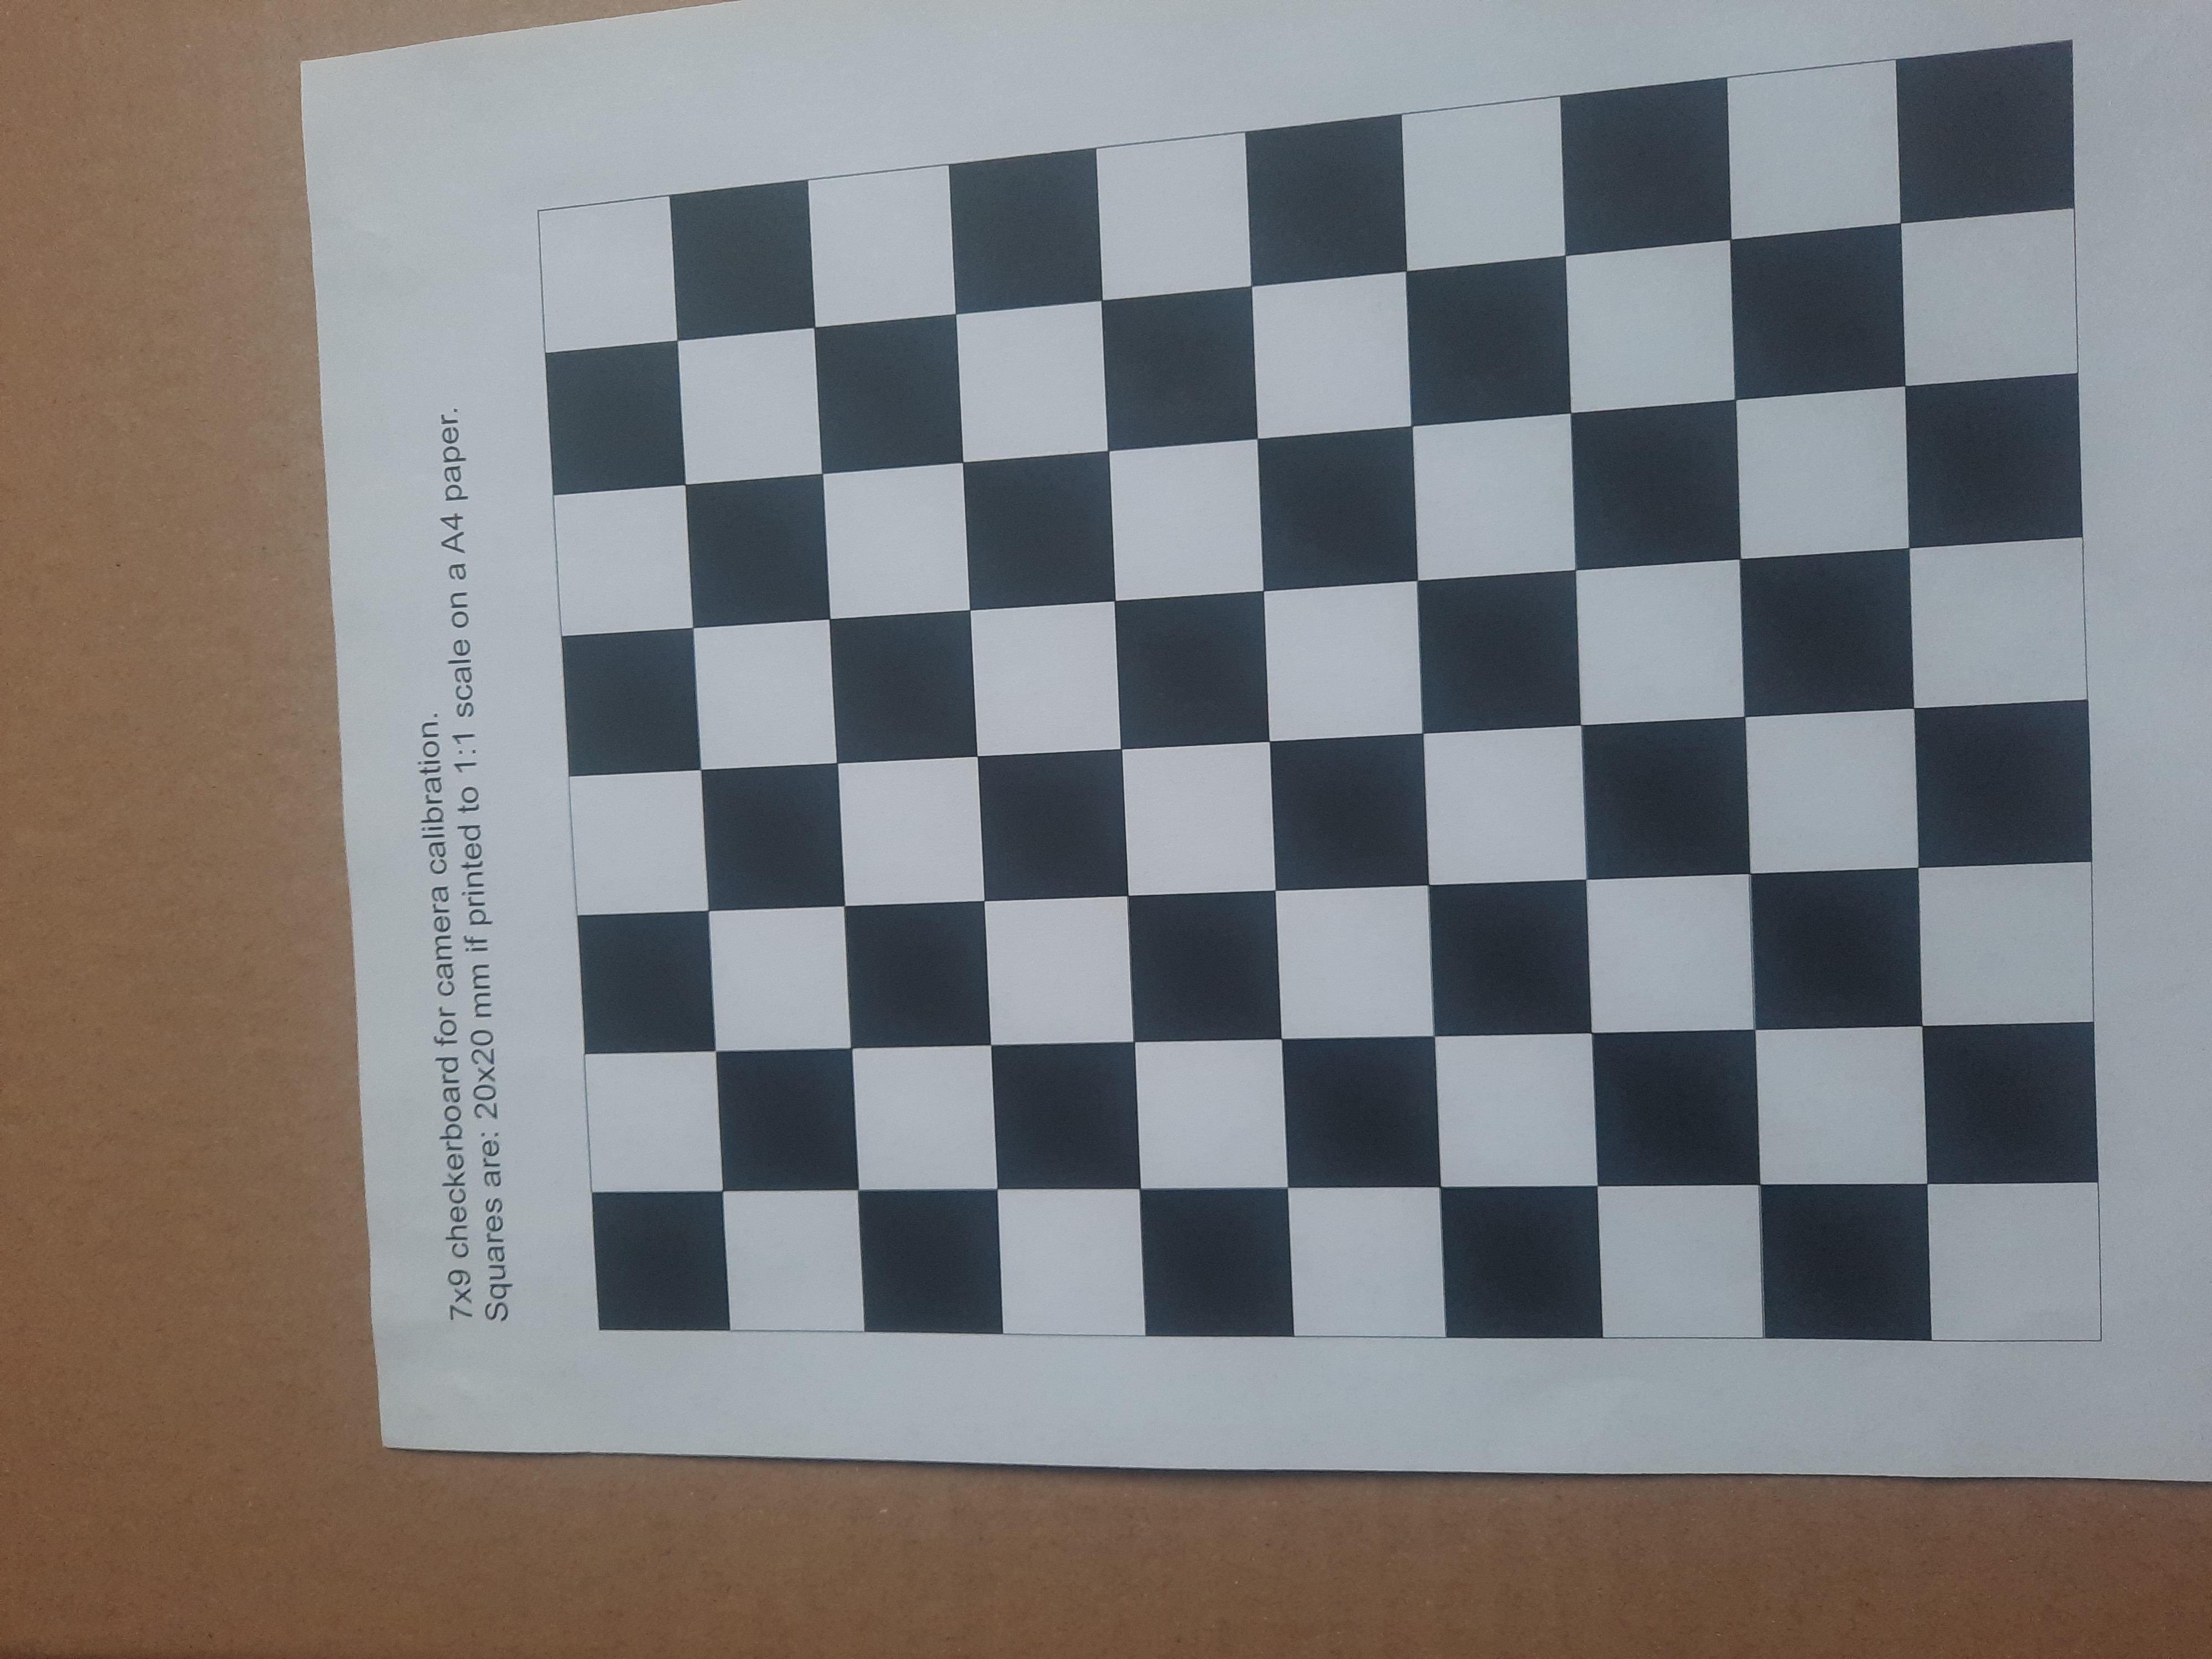 7x9 checkerboard for camera calibration.
Squares are: 20x20 mm if printed to 1:1 scale on a A4 paper.